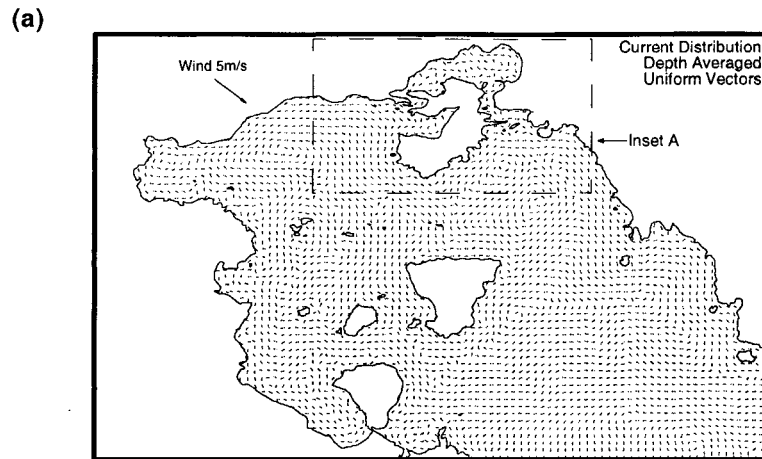 (a)
Current Distribution
Depth Averaged
Uniform Vectors
Wind 5m/s
Inset A